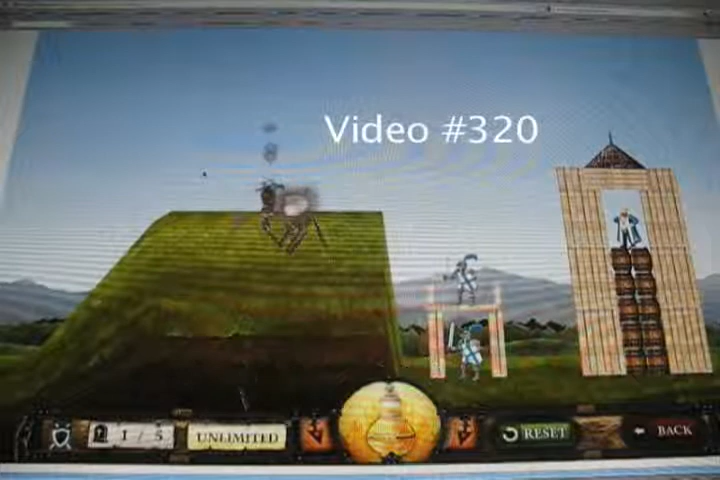 Video #320
1 / 5
UNLIMITED
RESET
BACK